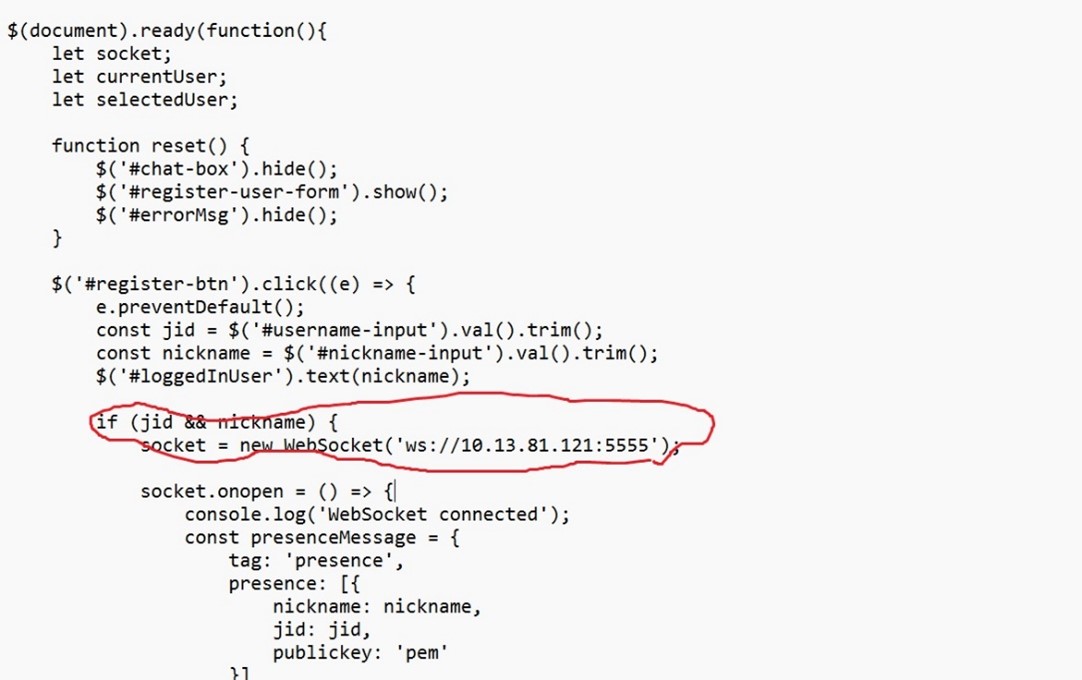 $(document).ready(function(){
    let socket;
    let currentUser;
    let selectedUser;

    function reset() {
        $('#chat-box').hide();
        $('#register-user-form').show();
        $('#errorMsg').hide();
    }

    $('#register-btn').click((e) => {
        e.preventDefault();
        const jid = $('#username-input').val().trim();
        const nickname = $('#nickname-input').val().trim();
        $('#loggedInUser').text(nickname);

        if (jid && nickname) {
            socket = new WebSocket('ws://10.13.81.121:5555');

            socket.onopen = () => {
                console.log('WebSocket connected');
                const presenceMessage = {
                    tag: 'presence',
                    presence: [{
                        nickname: nickname,
                        jid: jid,
                        publickey: 'pem'
                    }]